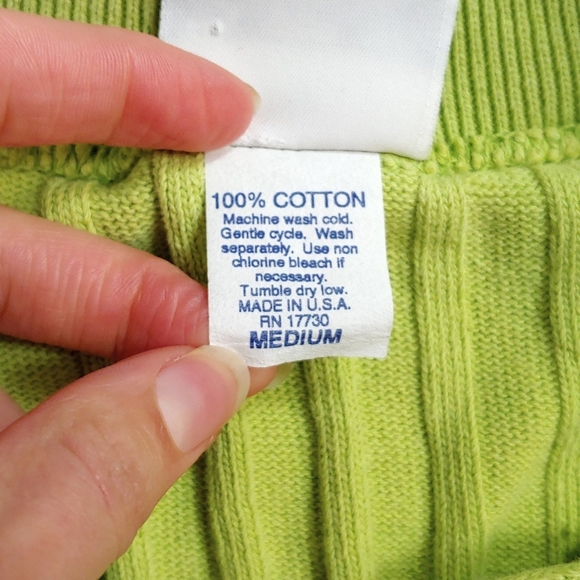 100% COTTON
Machine wash cold.
Gentle cycle. Wash
separately. Use non
chlorine bleach if
necessary.
Tumble dry low.
MADE IN U.S.A.
RN 17730
MEDIUM